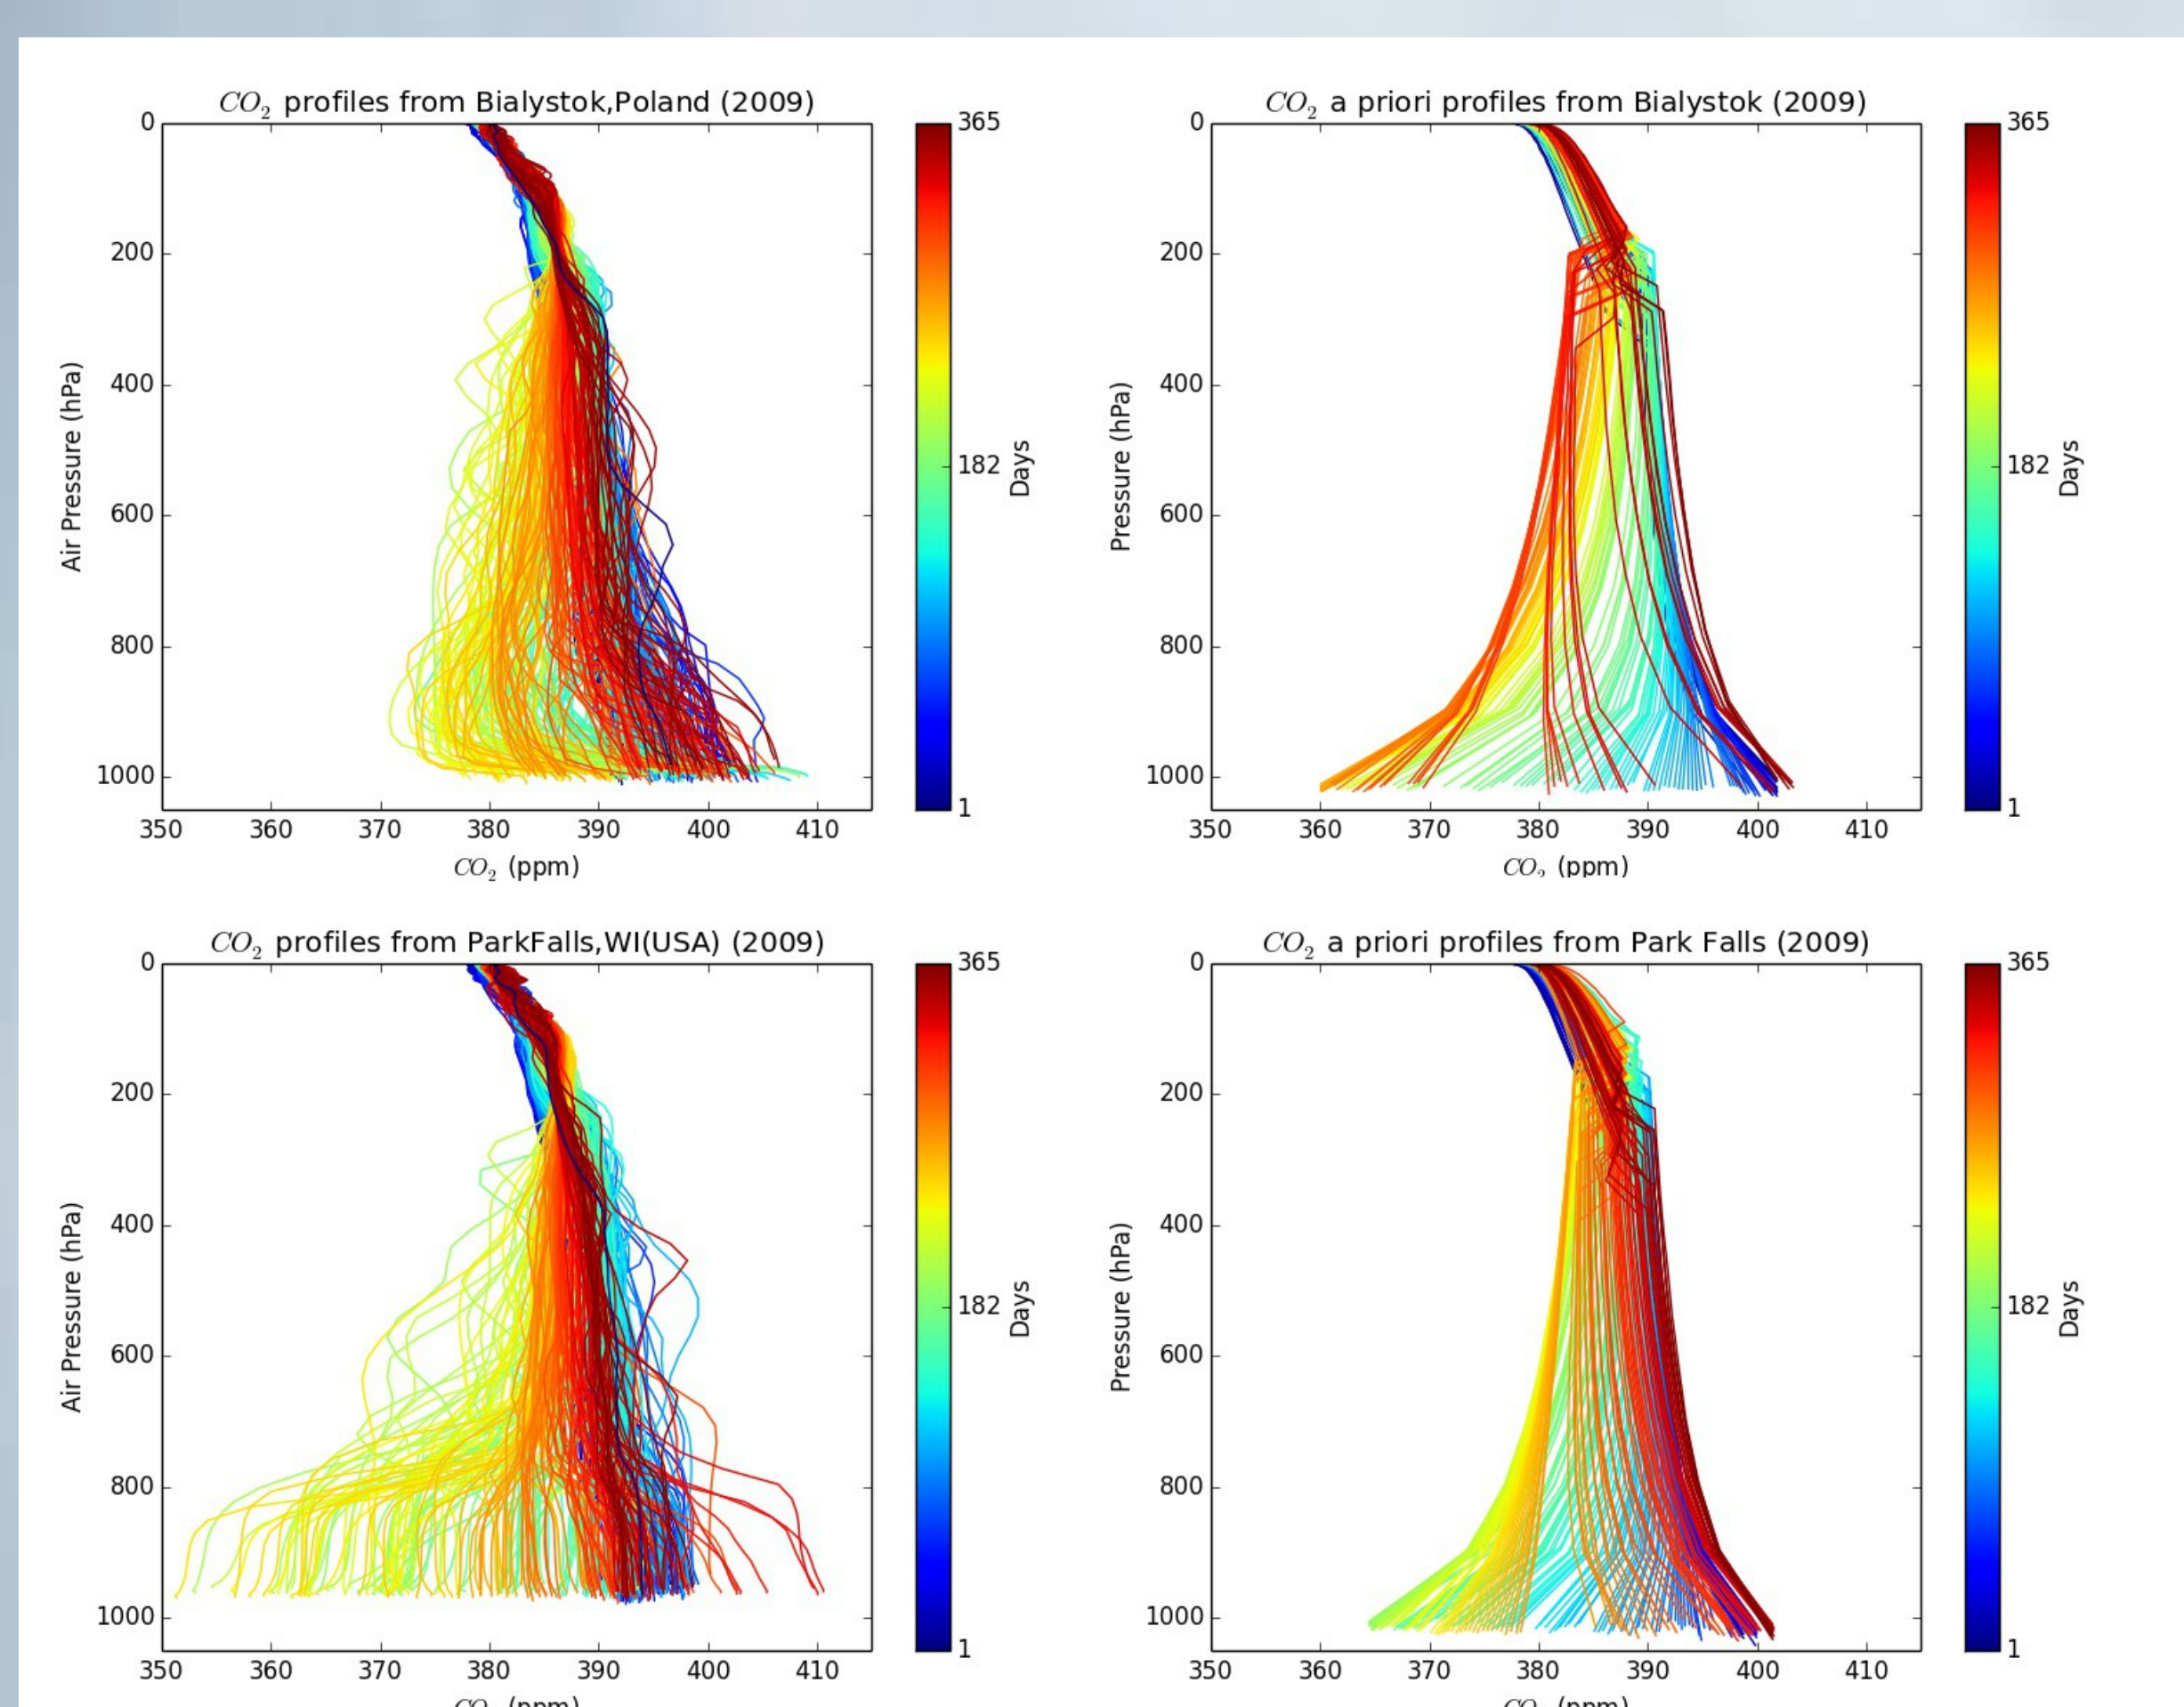 CO₂ profiles from Bialystok,Poland (2009)
0
200
400
600
800
1000
Air Pressure (hPa)
350 360 370 380 390 400 410
CO₂ (ppm)
365
182
1
Days
CO₂ a priori profiles from Bialystok (2009)
0
200
400
600
800
1000
Pressure (hPa)
350 360 370 380 390 400 410
CO₂ (ppm)
365
182
1
Days
CO₂ profiles from ParkFalls,WI(USA) (2009)
0
200
400
600
800
1000
Air Pressure (hPa)
350 360 370 380 390 400 410
CO₂ (ppm)
365
182
1
Days
CO₂ a priori profiles from Park Falls (2009)
0
200
400
600
800
1000
Pressure (hPa)
350 360 370 380 390 400 410
CO₂ (ppm)
365
182
1
Days